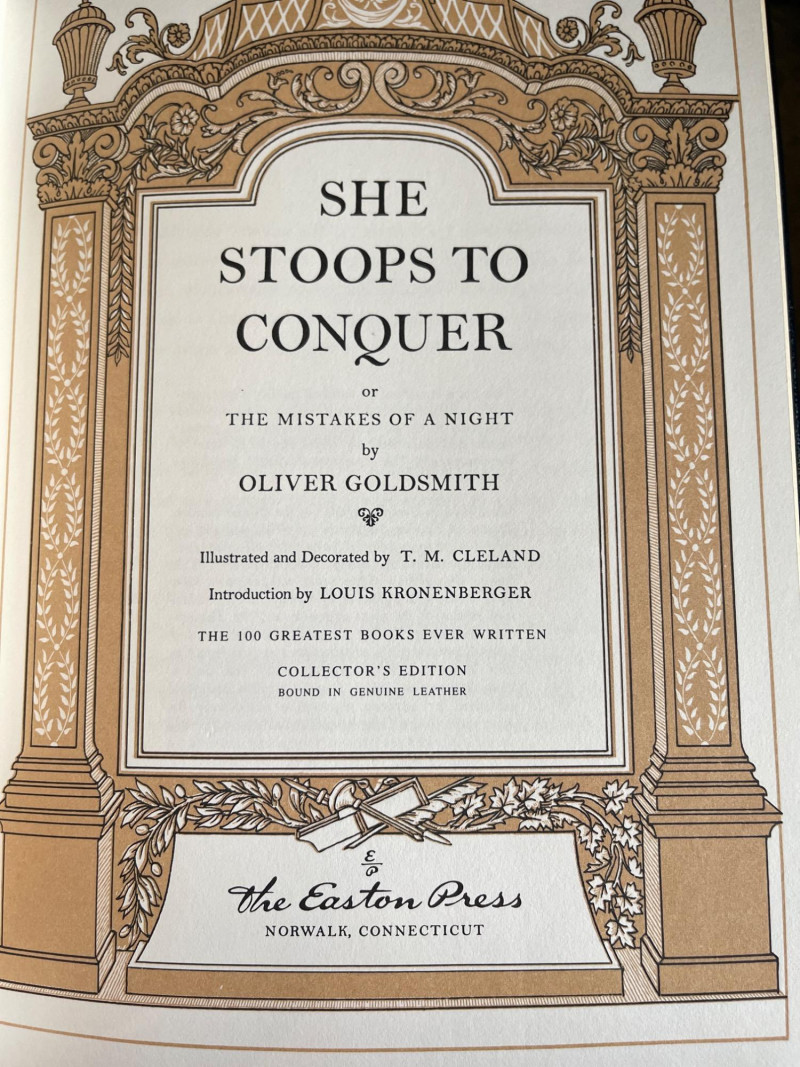 SHE
STOOPS TO
CONQUER
or
THE MISTAKES OF A NIGHT
by
OLIVER GOLDSMITH
Illustrated and Decorated by T. M. CLELAND
Introduction by LOUIS KRONENBERGER
THE 100 GREATEST BOOKS EVER WRITTEN
COLLECTOR'S EDITION
BOUND IN GENUINE LEATHER
E
P
The Easton Press
NORWALK, CONNECTICUT